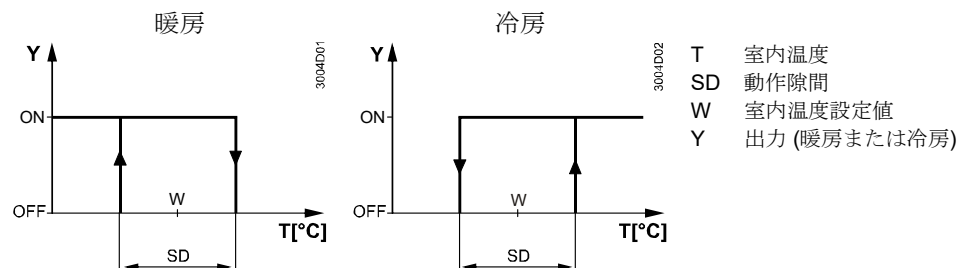 暖房
Y
ON
OFF
W
T[°C]
SD
3004D01
冷房
Y
ON
OFF
W
T[°C]
SD
3004D02
T 室内温度
SD 動作隙間
W 室内温度設定値
Y 出力 (暖房または冷房)